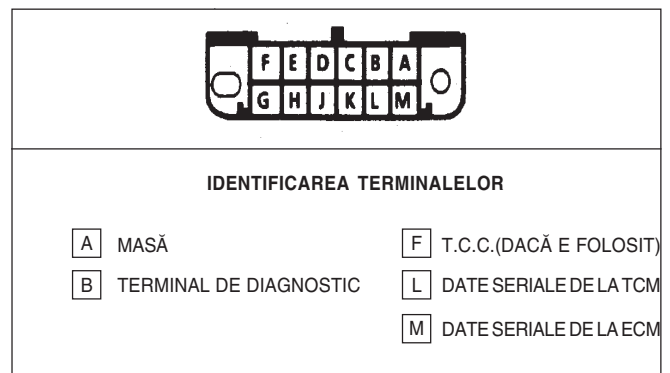 F E D C B A
G H J K L M
IDENTIFICAREA TERMINALELOR
A MASĂ
B TERMINAL DE DIAGNOSTIC
F T.C.C.(DACĂ E FOLOSIT)
L DATE SERIALE DE LA TCM
M DATE SERIALE DE LA ECM